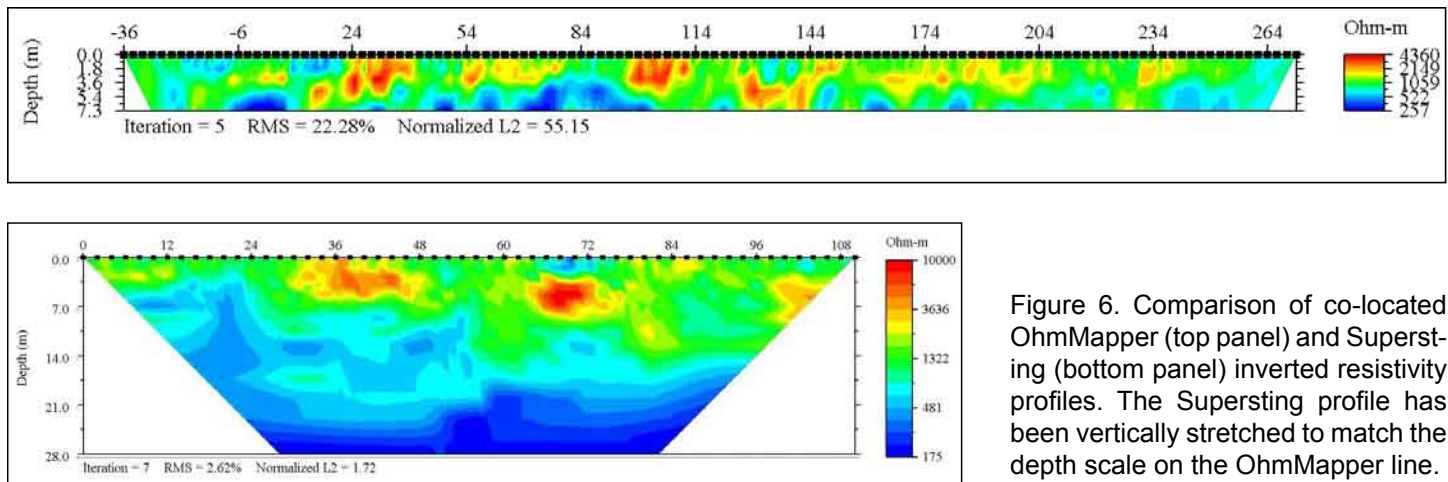 -36 -6 24 54 84 114 144 174 204 234 264 Ohm-m
Depth (m)
0.0
1.8
7.3
4360
2149
1059
522
257
Iteration = 5 RMS = 22.28% Normalized L2 = 55.15
0 12 24 36 48 60 72 84 96 108 Ohm-m
Depth (m)
0.0
7.0
14.0
21.0
28.0
10000
3636
1322
481
175
Iteration = 7 RMS = 2.62% Normalized L2 = 1.72
Figure 6. Comparison of co-located
OhmMapper (top panel) and Superst-
ing (bottom panel) inverted resistivity
profiles. The Supersting profile has
been vertically stretched to match the
depth scale on the OhmMapper line.